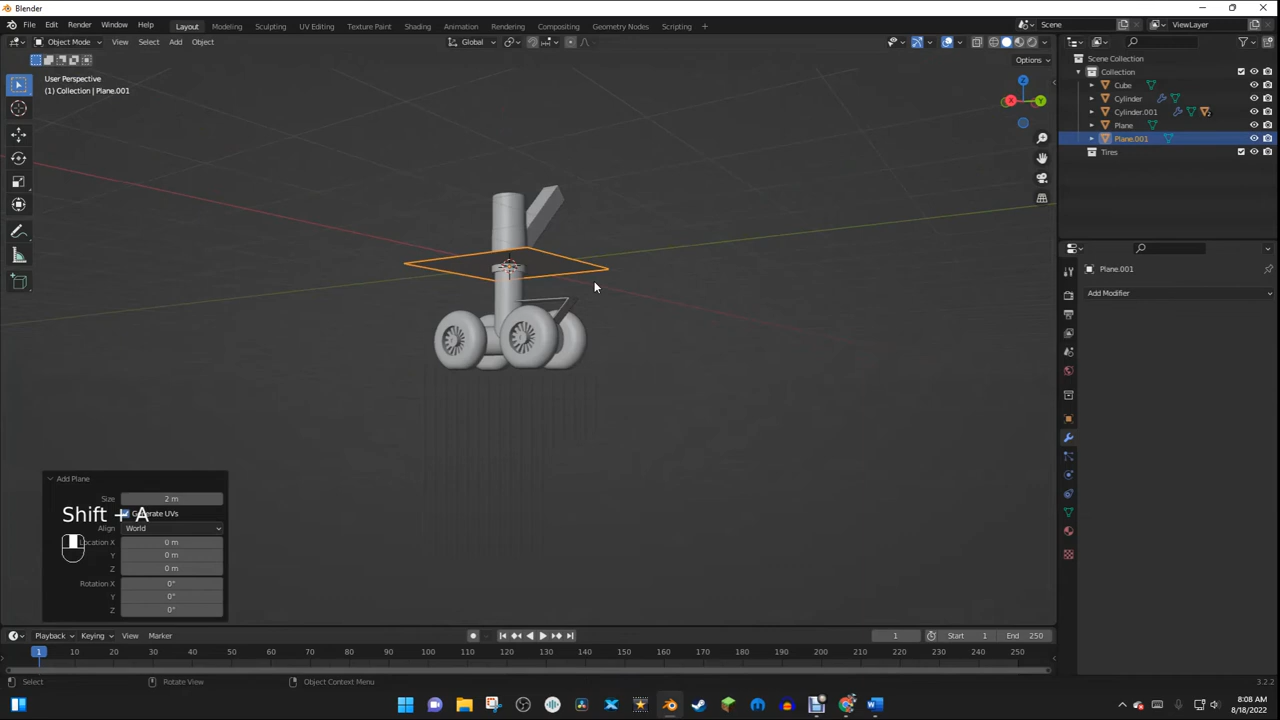 Blender
File Edit Render Window Help Layout Modeling Sculpting UV Editing Texture Paint Shading Animation Rendering Compositing Geometry Nodes Scripting + Scene ViewLayer
Object Mode View Select Add Object Global
Options
User Perspective
(1) Collection | Plane.001
Z
X Y
Scene Collection
Collection
Cube
Cylinder
Cylinder.001 2
Plane
Plane.001
Tires
Plane.001
Add Modifier
Add Plane
Size 2 m
Generate UVs
Shift + A
Align World
Location X 0 m
Y 0 m
Z 0 m
Rotation X 0°
Y 0°
Z 0°
Playback Keying View Marker 1 Start 1 End 250
1 10 20 30 40 50 60 70 80 90 100 110 120 130 140 150 160 170 180 190 200 210 220 230 240 250
Select Rotate View Object Context Menu 3.2.2
8:08 AM
8/18/2022